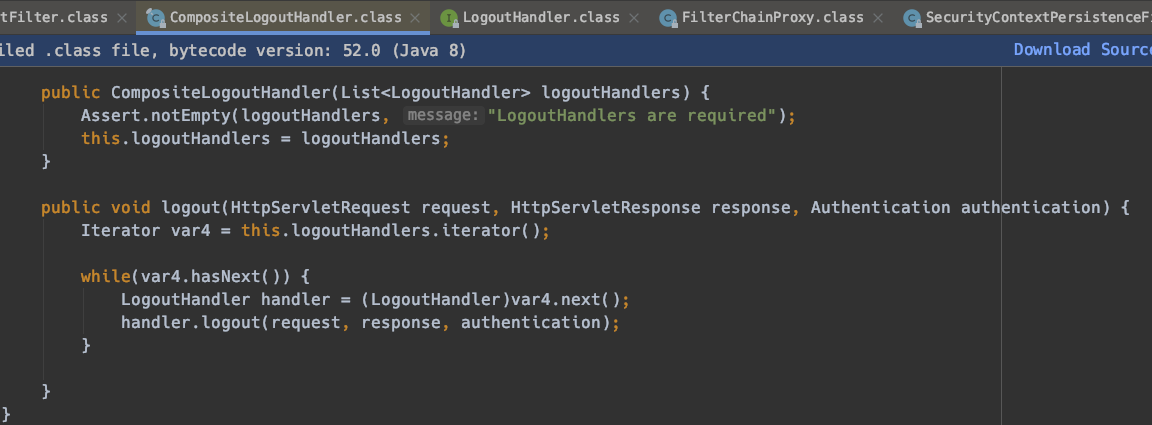 tFilter.class CompositeLogoutHandler.class LogoutHandler.class FilterChainProxy.class SecurityContextPersistenceFi
iled .class file, bytecode version: 52.0 (Java 8) Download Sourc
public CompositeLogoutHandler(List<LogoutHandler> logoutHandlers) {
Assert.notEmpty(logoutHandlers, message: "LogoutHandlers are required");
this.logoutHandlers = logoutHandlers;
}
public void logout(HttpServletRequest request, HttpServletResponse response, Authentication authentication) {
Iterator var4 = this.logoutHandlers.iterator();
while(var4.hasNext()) {
LogoutHandler handler = (LogoutHandler)var4.next();
handler.logout(request, response, authentication);
}
}
}